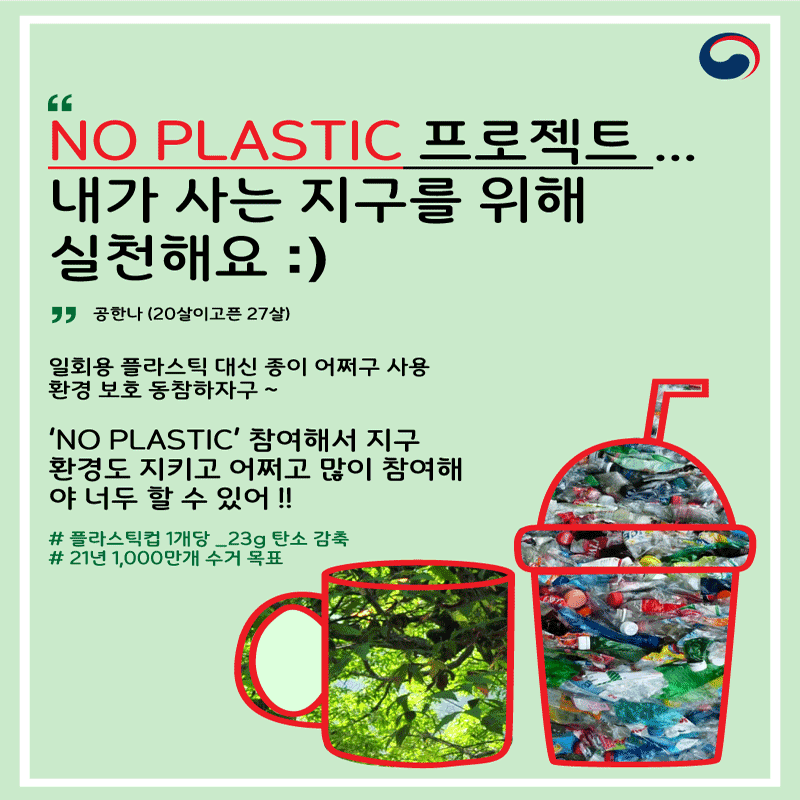 “
NO PLASTIC 프로젝트 ...
내가 사는 지구를 위해
실천해요 :)
” 공한나 (20살이고픈 27살)
일회용 플라스틱 대신 종이 어쩌구 사용
환경 보호 동참하자구 ~
‘NO PLASTIC’ 참여해서 지구
환경도 지키고 어쩌고 많이 참여해
야 너두 할 수 있어 !!
# 플라스틱컵 1개당 _23g 탄소 감축
# 21년 1,000만개 수거 목표